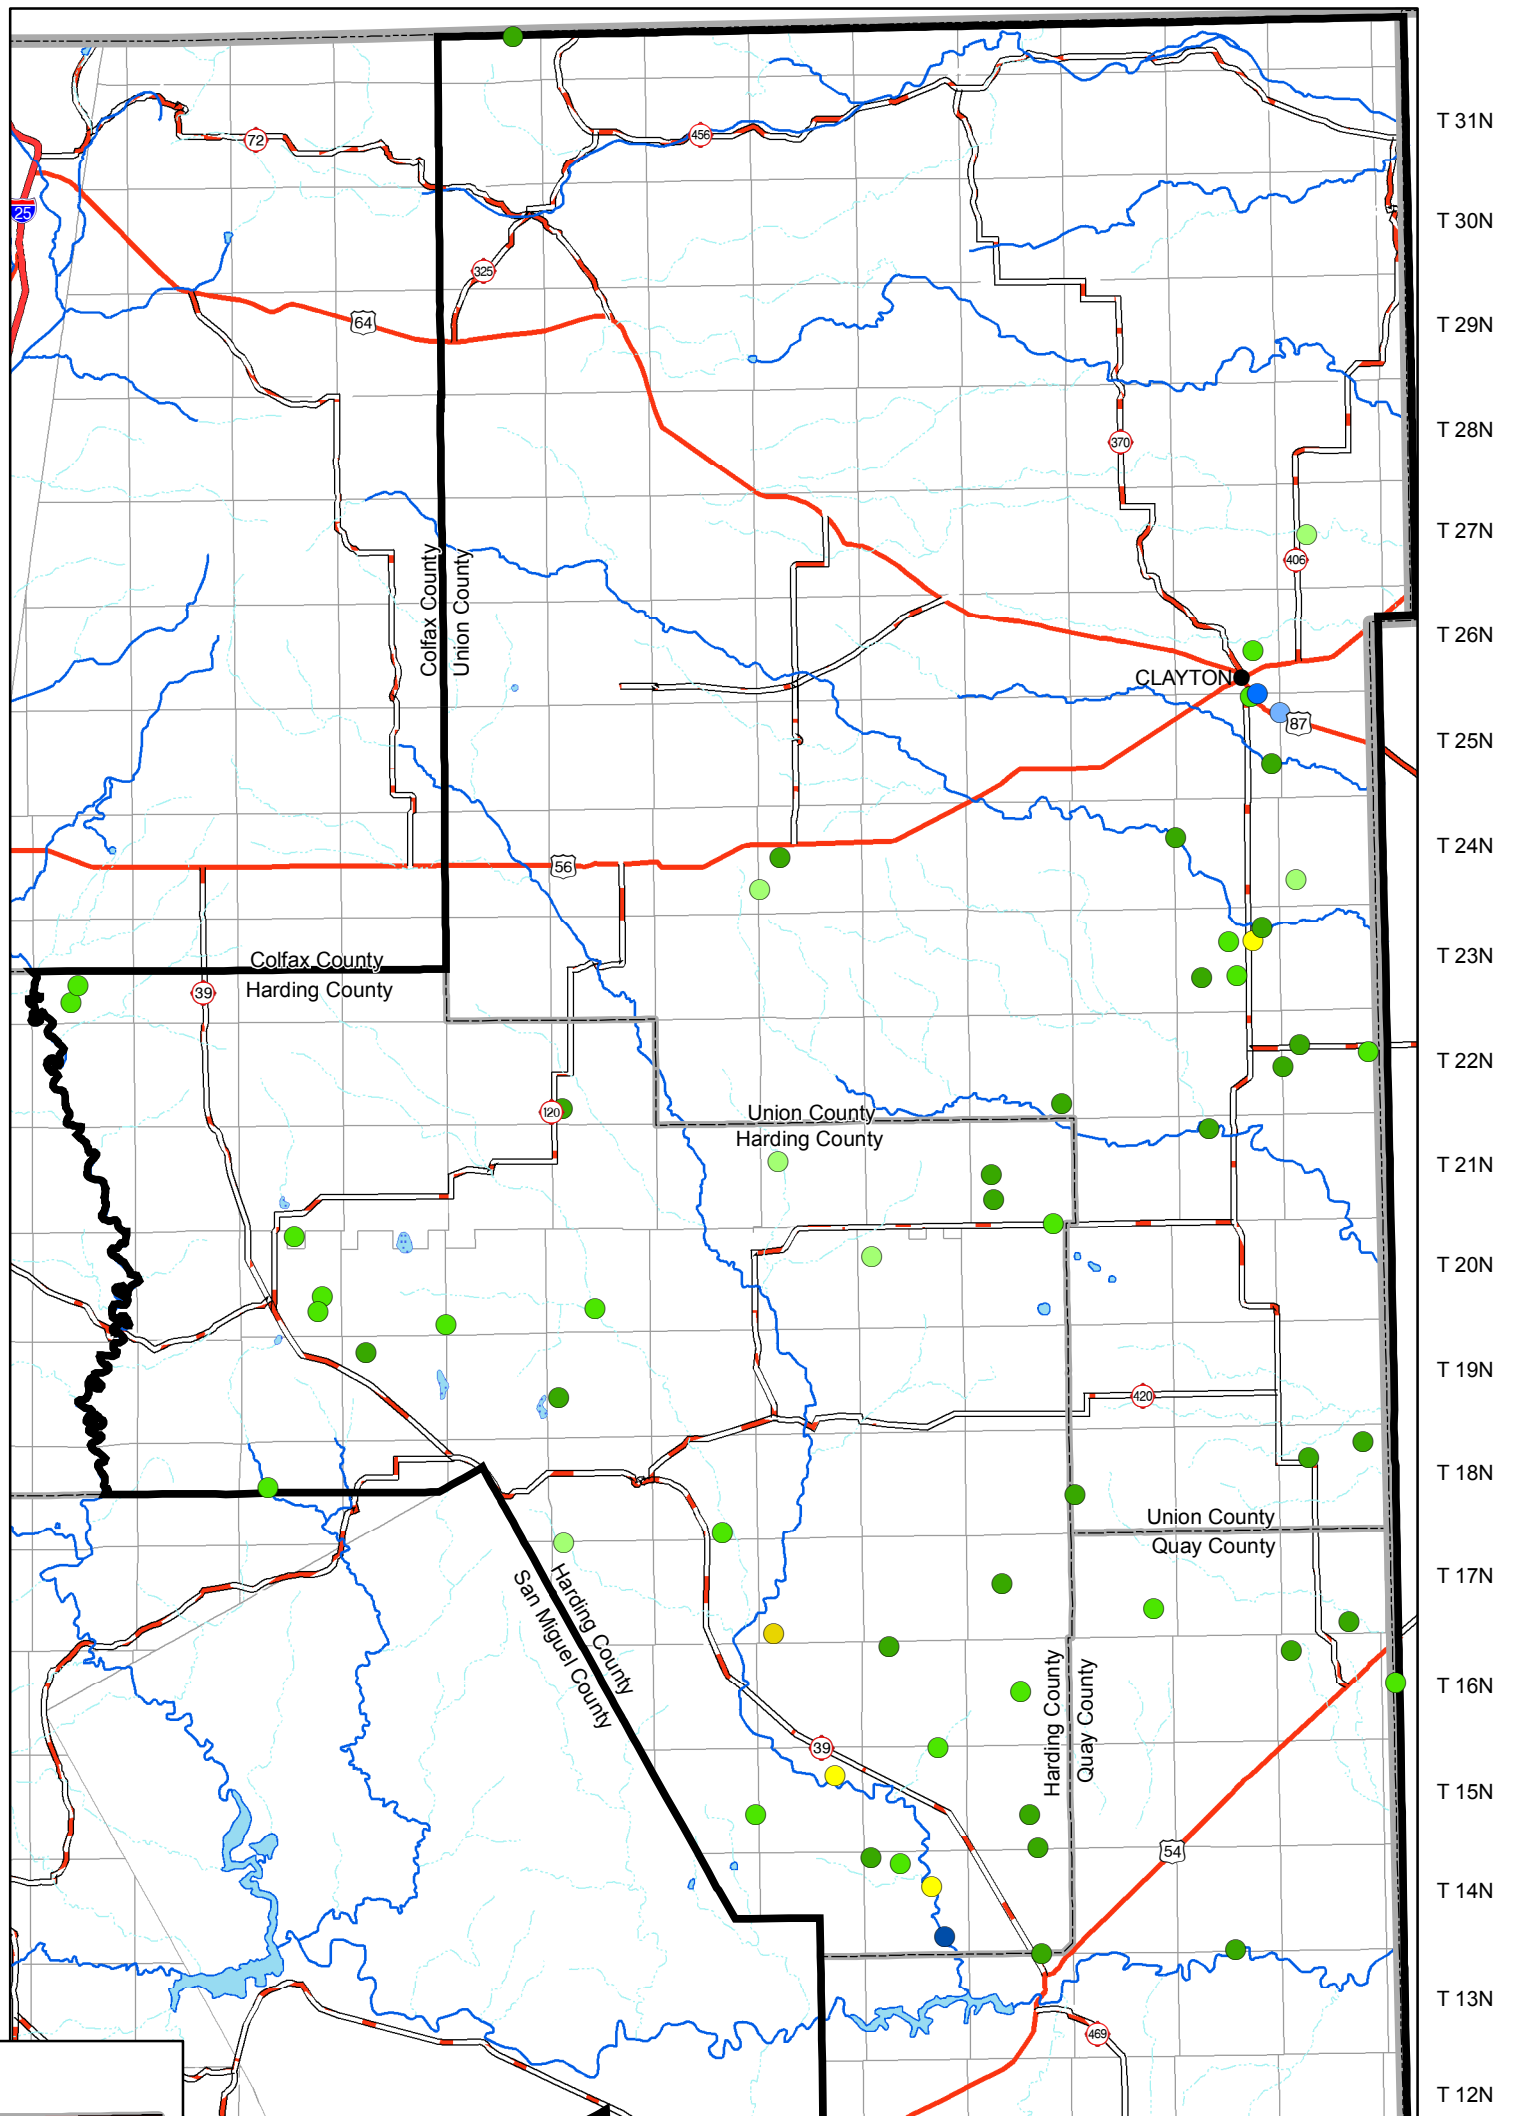 T 31N
72
456
25
T 30N
325
64
T 29N
T 28N
370
T 27N
406
Colfax County
Union County
T 26N
CLAYTON
87
T 25N
T 24N
56
T 23N
Colfax County
Harding County
39
T 22N
120
Union County
Harding County
T 21N
T 20N
T 19N
420
T 18N
Union County
Quay County
T 17N
Harding County
San Miguel County
Harding County
Quay County
T 16N
39
T 15N
54
T 14N
T 13N
469
T 12N